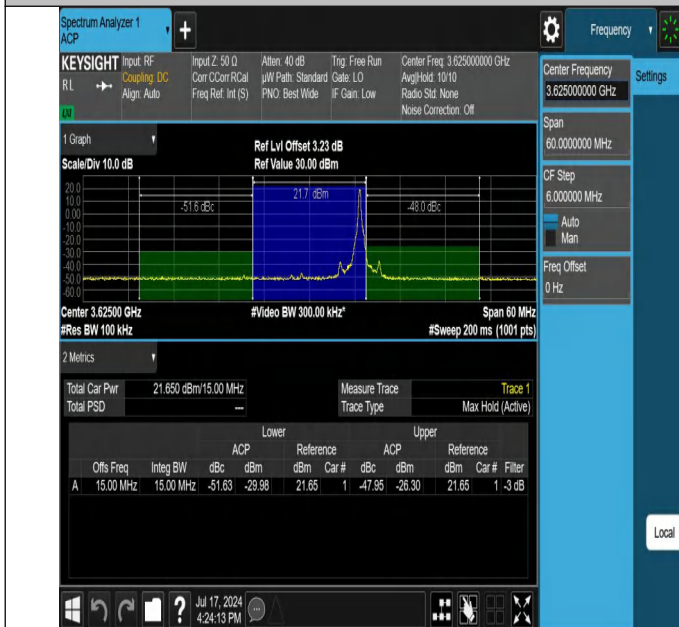 Spectrum Analyzer 1
ACP
Frequency
KEYSIGHT
RL
Input: RF
Coupling: DC
Align: Auto
Input Z: 50 Ω
Corr CCorr RCal
Freq Ref: Int (S)
Atten: 40 dB
µW Path: Standard
PNO: Best Wide
Trig: Free Run
Gate: LO
IF Gain: Low
Center Freq: 3.625000000 GHz
Avg|Hold: 10/10
Radio Std: None
Noise Correction: Off
Center Frequency
3.625000000 GHz
Settings
Span
60.0000000 MHz
CF Step
6.000000 MHz
Auto
Man
Freq Offset
0 Hz
1 Graph
Scale/Div 10.0 dB
Ref Lvl Offset 3.23 dB
Ref Value 30.00 dBm
20.0
10.0
0.00
-10.0
-20.0
-30.0
-40.0
-50.0
-60.0
-51.6 dBc
21.7 dBm
-48.0 dBc
Center 3.62500 GHz
#Video BW 300.00 kHz*
Span 60 MHz
#Res BW 100 kHz
#Sweep 200 ms (1001 pts)
2 Metrics
Total Car Pwr 21.650 dBm/15.00 MHz
Total PSD ---
Measure Trace Trace 1
Trace Type Max Hold (Active)
Lower Upper
ACP Reference ACP Reference
Offs Freq Integ BW dBc dBm dBm Car # dBc dBm dBm Car # Filter
A 15.00 MHz 15.00 MHz -51.63 -29.98 21.65 1 -47.95 -26.30 21.65 1 -3 dB
Local
Jul 17, 2024
4:24:13 PM